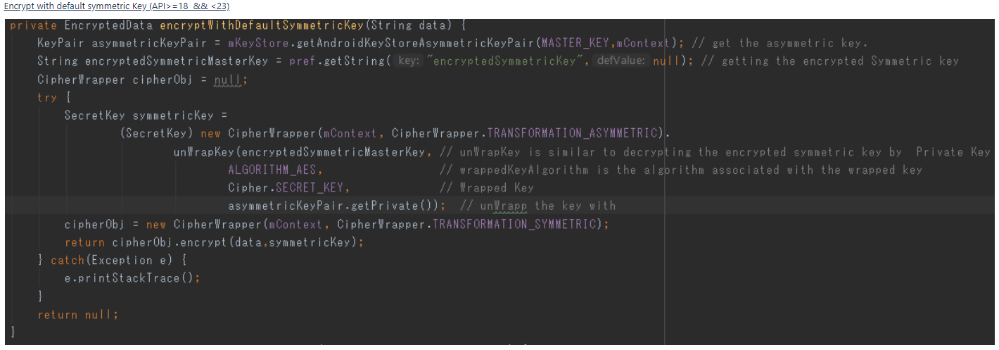 Encrypt with default symmetric Key (API>=18 && <23)
private EncryptedData encryptWithDefaultSymmetricKey(String data) {
KeyPair asymmetricKeyPair = mKeyStore.getAndroidKeyStoreAsymmetricKeyPair(MASTER_KEY,mContext); // get the asymmetric key.
String encryptedSymmetricMasterKey = pref.getString( key: "encryptedSymmetricKey", defValue: null); // getting the encrypted Symmetric key
CipherWrapper cipherObj = null;
try {
SecretKey symmetricKey =
(SecretKey) new CipherWrapper(mContext, CipherWrapper.TRANSFORMATION_ASYMMETRIC).
unWrapKey(encryptedSymmetricMasterKey, // unWrapKey is similar to decrypting the encrypted symmetric key by Private Key
ALGORITHM_AES, // wrappedKeyAlgorithm is the algorithm associated with the wrapped key
Cipher.SECRET_KEY, // Wrapped Key
asymmetricKeyPair.getPrivate()); // unWrapp the key with
cipherObj = new CipherWrapper(mContext, CipherWrapper.TRANSFORMATION_SYMMETRIC);
return cipherObj.encrypt(data,symmetricKey);
} catch(Exception e) {
e.printStackTrace();
}
return null;
}